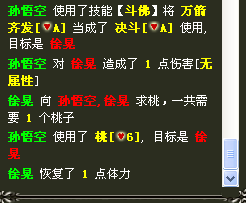 孙悟空 使用了技能【斗佛】将 万箭
齐发[♥A] 当成了 决斗[♥A] 使用,
目标是 徐晃
孙悟空 对 徐晃 造成了 1 点伤害[无
属性]
徐晃 向 孙悟空,徐晃 求桃，一共需
要 1 个桃子
孙悟空 使用了 桃[♥6], 目标是 徐
晃
徐晃 恢复了 1 点体力